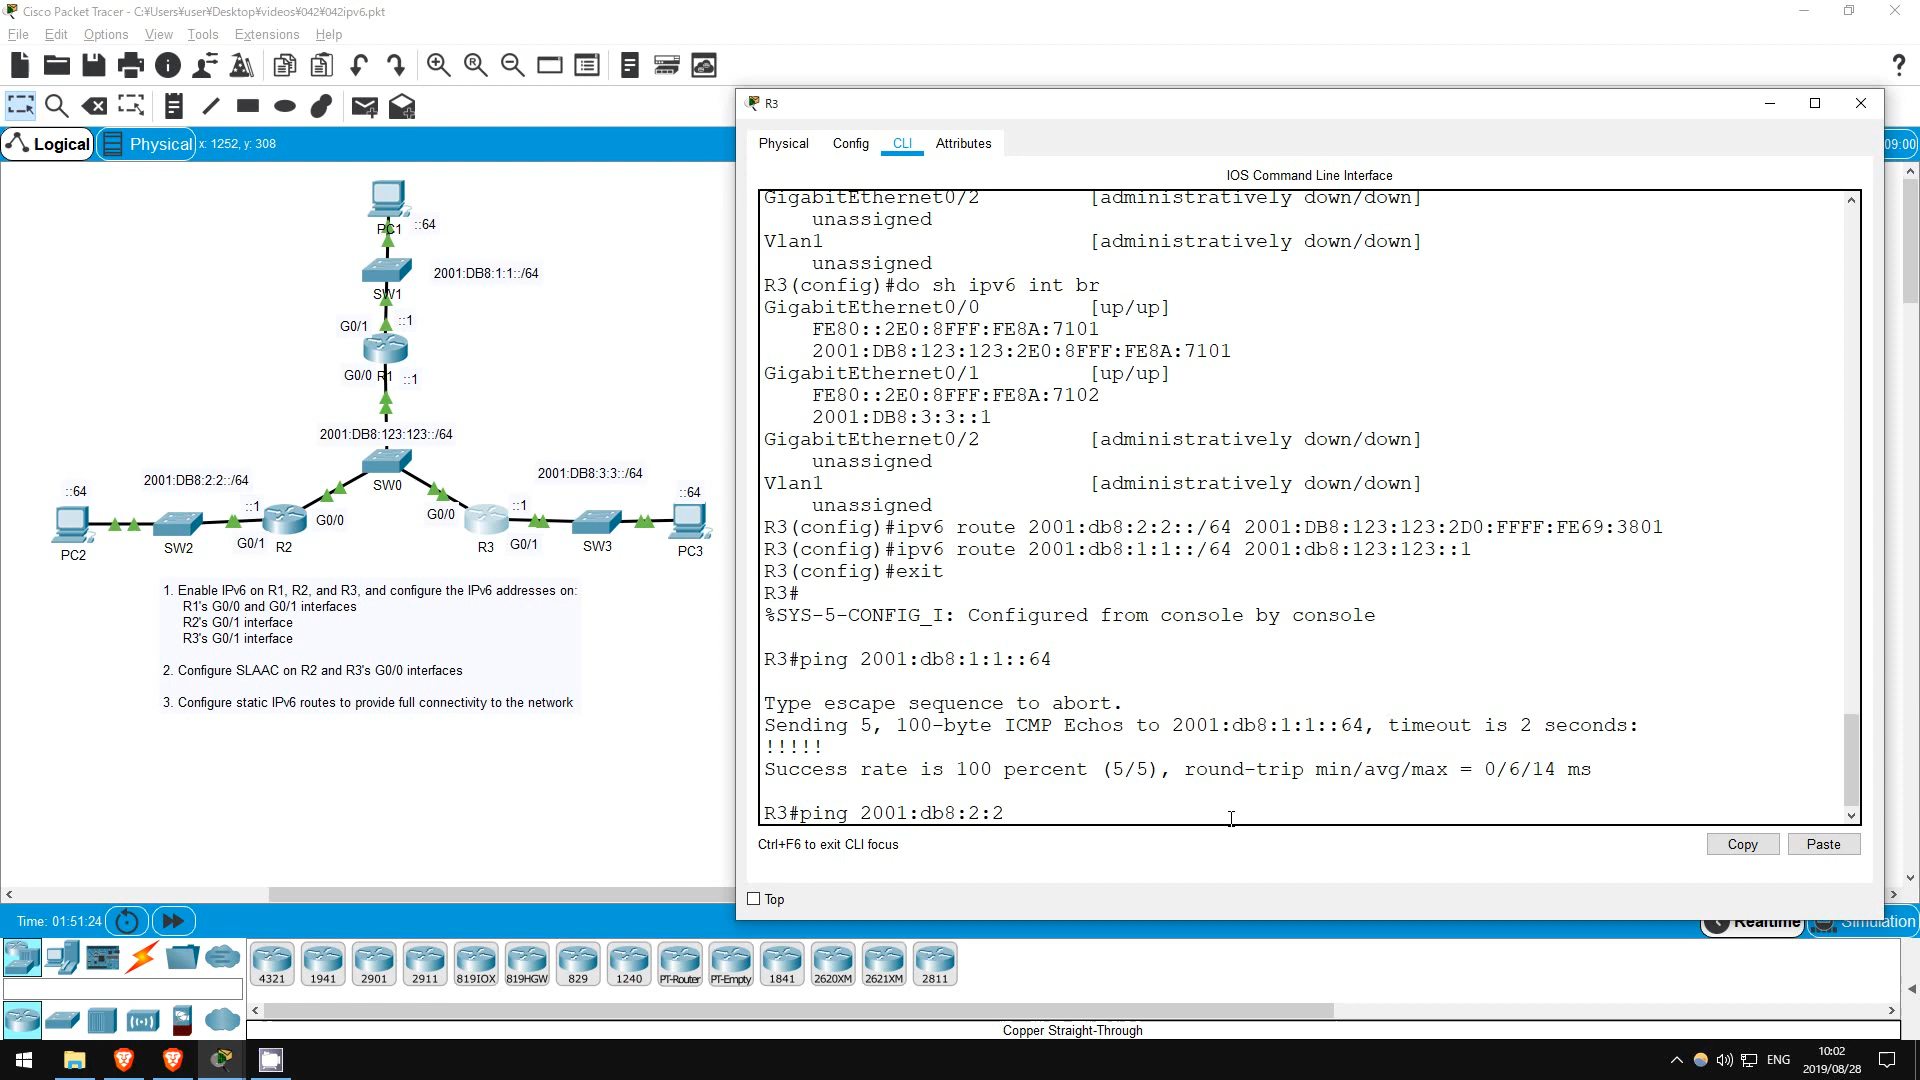 Cisco Packet Tracer - C:¥Users¥user¥Desktop¥videos¥042¥042ipv6.pkt
File Edit Options View Tools Extensions Help
Logical Physical x: 1252, y: 308
09:00
R3
Physical Config CLI Attributes
IOS Command Line Interface
GigabitEthernet0/2 [administratively down/down]
unassigned
Vlan1 [administratively down/down]
unassigned
R3(config)#do sh ipv6 int br
GigabitEthernet0/0 [up/up]
FE80::2E0:8FFF:FE8A:7101
2001:DB8:123:123:2E0:8FFF:FE8A:7101
GigabitEthernet0/1 [up/up]
FE80::2E0:8FFF:FE8A:7102
2001:DB8:3:3::1
GigabitEthernet0/2 [administratively down/down]
unassigned
Vlan1 [administratively down/down]
unassigned
R3(config)#ipv6 route 2001:db8:2:2::/64 2001:DB8:123:123:2D0:FFFF:FE69:3801
R3(config)#ipv6 route 2001:db8:1:1::/64 2001:db8:123:123::1
R3(config)#exit
R3#
%SYS-5-CONFIG_I: Configured from console by console
R3#ping 2001:db8:1:1::64
Type escape sequence to abort.
Sending 5, 100-byte ICMP Echos to 2001:db8:1:1::64, timeout is 2 seconds:
!!!!!
Success rate is 100 percent (5/5), round-trip min/avg/max = 0/6/14 ms
R3#ping 2001:db8:2:2
Ctrl+F6 to exit CLI focus
Copy Paste
Top
PC1 ::64
SW1 2001:DB8:1:1::/64
G0/1 ::1
G0/0 R1 ::1
2001:DB8:123:123::/64
SW0
2001:DB8:2:2::/64
2001:DB8:3:3::/64
::64 ::1 G0/0 G0/0 ::1 ::64
PC2 SW2 G0/1 R2 R3 G0/1 SW3 PC3
1. Enable IPv6 on R1, R2, and R3, and configure the IPv6 addresses on:
R1's G0/0 and G0/1 interfaces
R2's G0/1 interface
R3's G0/1 interface
2. Configure SLAAC on R2 and R3's G0/0 interfaces
3. Configure static IPv6 routes to provide full connectivity to the network
Time: 01:51:24
Realtime Simulation
4321 1941 2901 2911 819IOX 819HGW 829 1240 PT-Router PT-Empty 1841 2620XM 2621XM 2811
Copper Straight-Through
ENG
10:02
2019/08/28